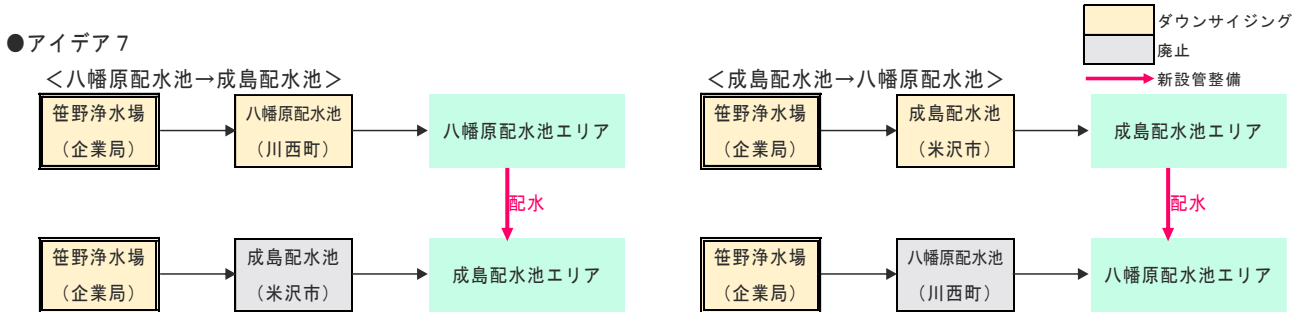 ダウンサイジング
廃止
新設管整備
●アイデア７
＜八幡原配水池→成島配水池＞
笹野浄水場
（企業局）
八幡原配水池
（川西町）
八幡原配水池エリア
配水
笹野浄水場
（企業局）
成島配水池
（米沢市）
成島配水池エリア
＜成島配水池→八幡原配水池＞
笹野浄水場
（企業局）
成島配水池
（米沢市）
成島配水池エリア
配水
笹野浄水場
（企業局）
八幡原配水池
（川西町）
八幡原配水池エリア